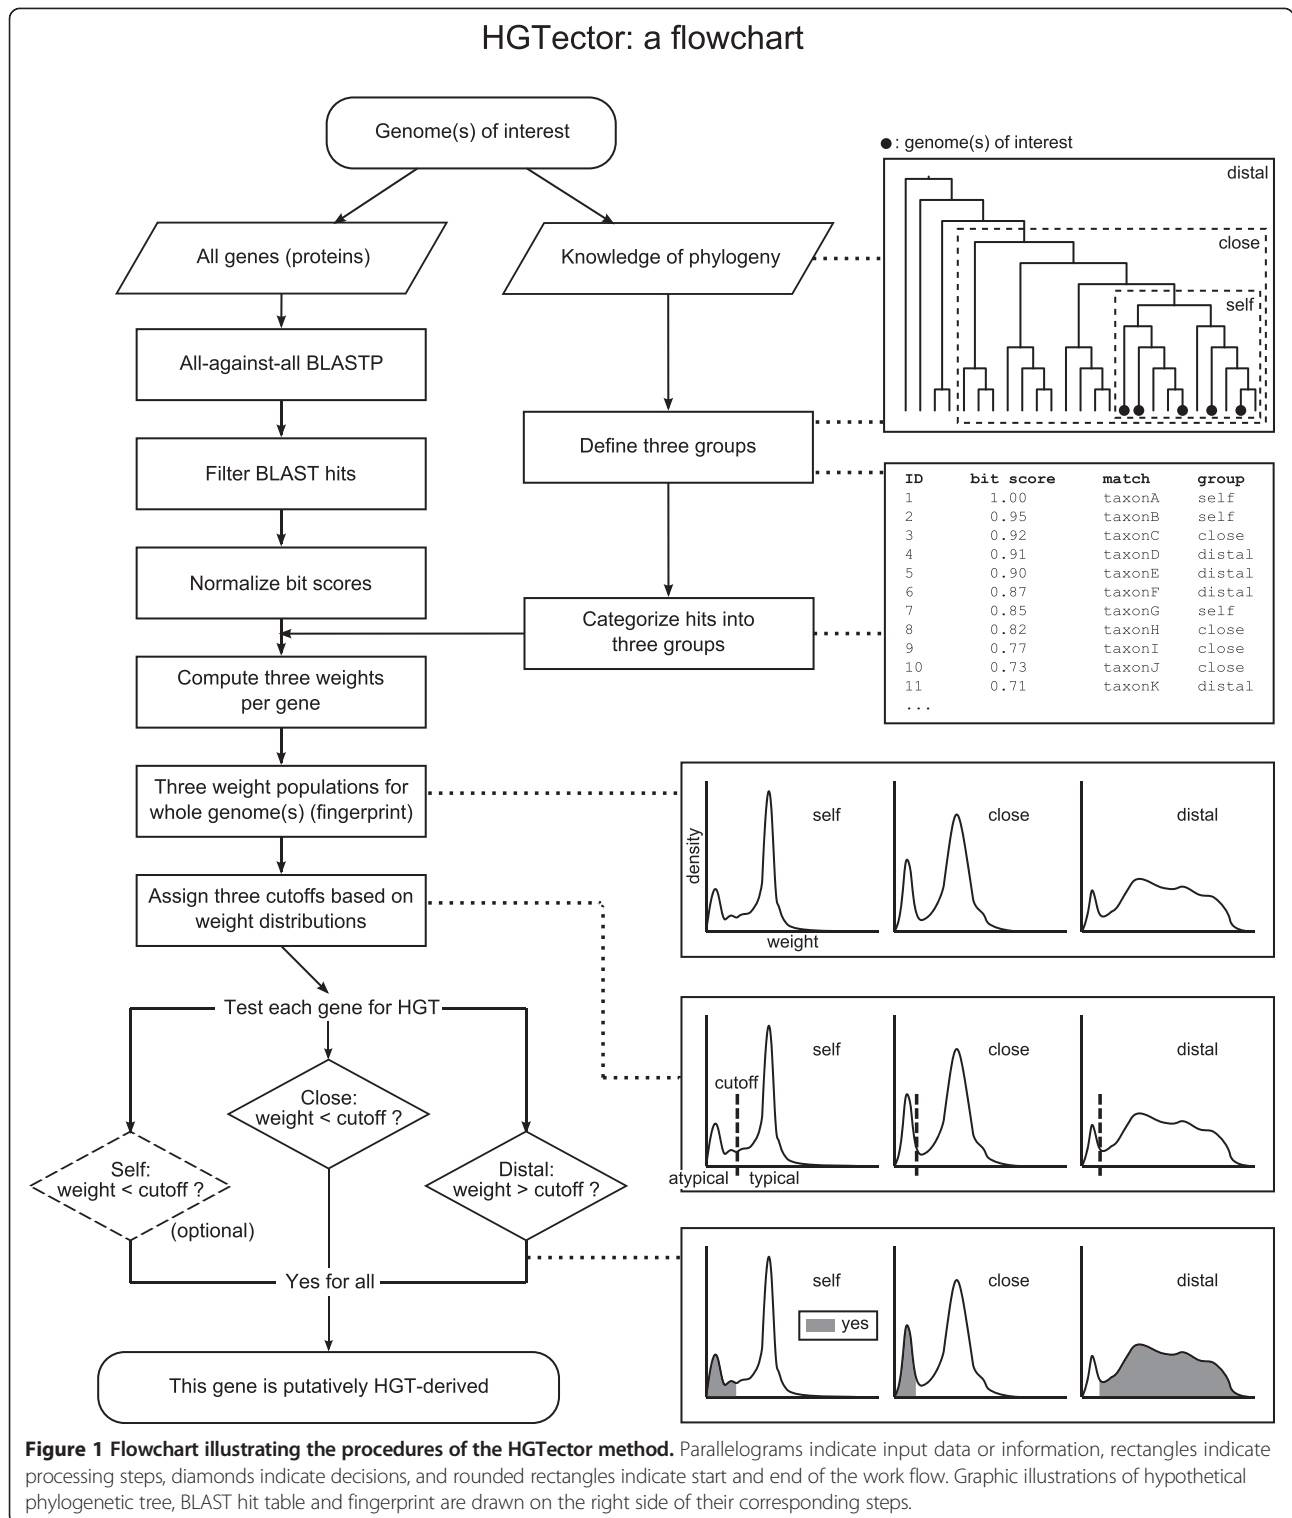 HGTector: a flowchart
Genome(s) of interest
All genes (proteins)
Knowledge of phylogeny
All-against-all BLASTP
Filter BLAST hits
Normalize bit scores
Define three groups
Categorize hits into
three groups
Compute three weights
per gene
Three weight populations for
whole genome(s) (fingerprint)
Assign three cutoffs based on
weight distributions
Test each gene for HGT
Close:
weight < cutoff ?
Self:
weight < cutoff ?
(optional)
Distal:
weight > cutoff ?
Yes for all
This gene is putatively HGT-derived
●: genome(s) of interest
distal
close
self
ID bit score match group
1 1.00 taxonA self
2 0.95 taxonB self
3 0.92 taxonC close
4 0.91 taxonD distal
5 0.90 taxonE distal
6 0.87 taxonF distal
7 0.85 taxonG self
8 0.82 taxonH close
9 0.77 taxonI close
10 0.73 taxonJ close
11 0.71 taxonK distal
...
self close distal
density
weight
self close distal
cutoff
atypical typical
self close distal
yes
Figure 1 Flowchart illustrating the procedures of the HGTector method. Parallelograms indicate input data or information, rectangles indicate
processing steps, diamonds indicate decisions, and rounded rectangles indicate start and end of the work flow. Graphic illustrations of hypothetical
phylogenetic tree, BLAST hit table and fingerprint are drawn on the right side of their corresponding steps.